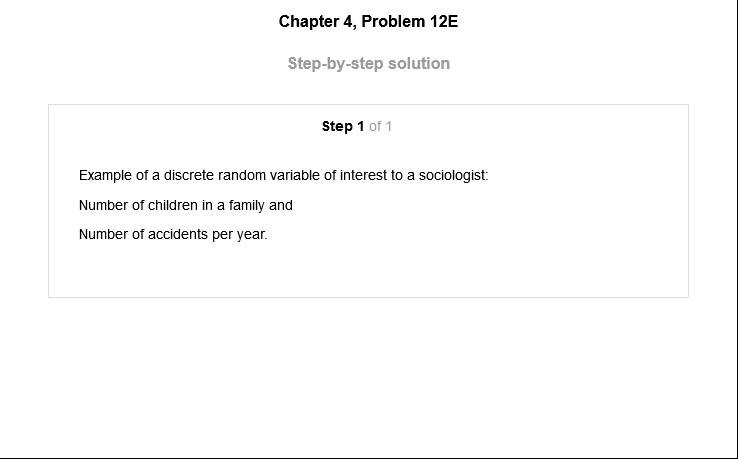 Chapter 4, Problem 12E
Step-by-step solution
Step 1 of 1
Example of a discrete random variable of interest to a sociologist:
Number of children in a family and
Number of accidents per year.